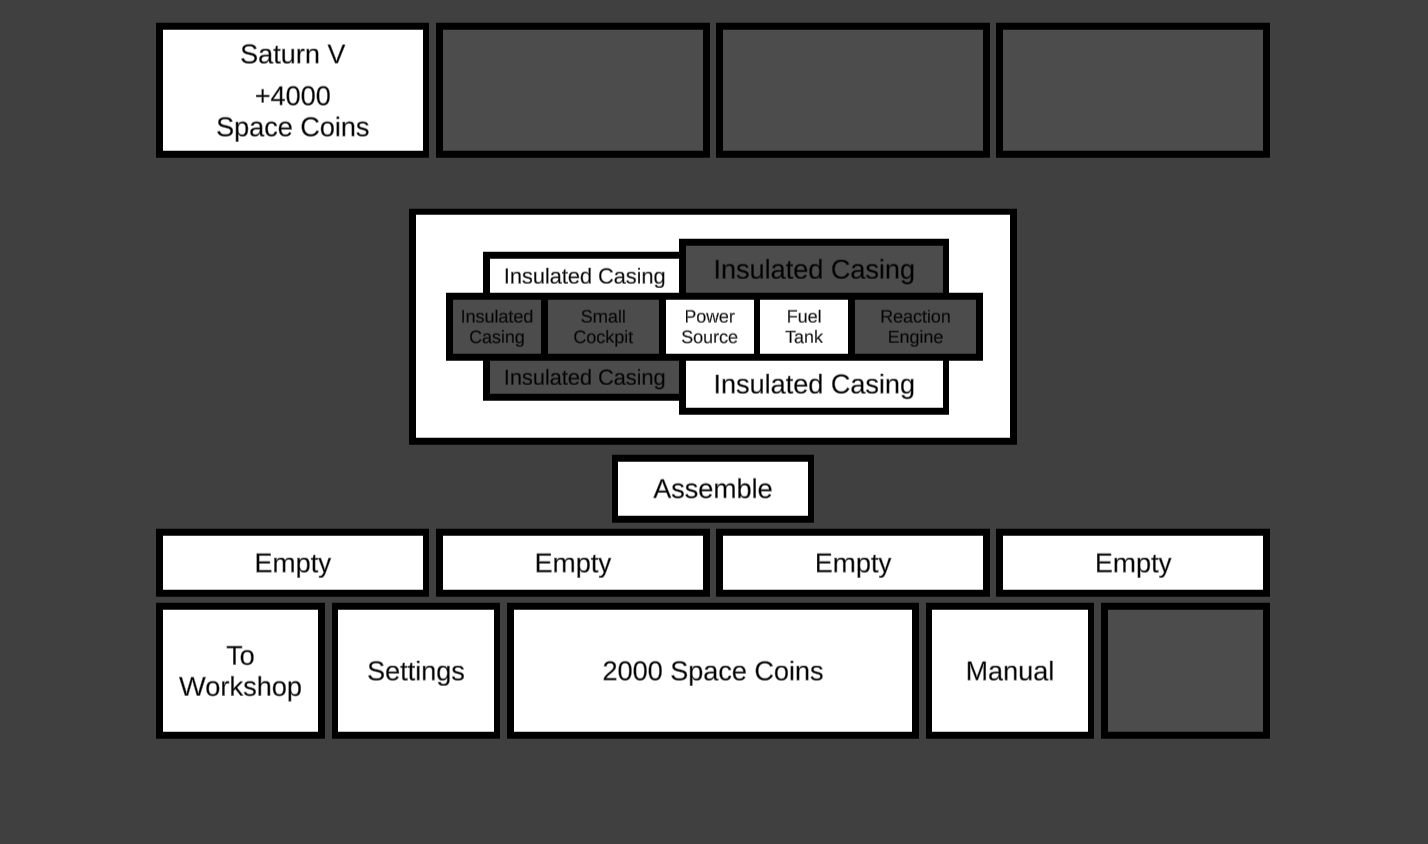 Saturn V
+4000
Space Coins
Insulated Casing
Insulated Casing
Insulated
Casing
Small
Cockpit
Power
Source
Fuel
Tank
Reaction
Engine
Insulated Casing
Insulated Casing
Assemble
Empty
Empty
Empty
Empty
To
Workshop
Settings
2000 Space Coins
Manual